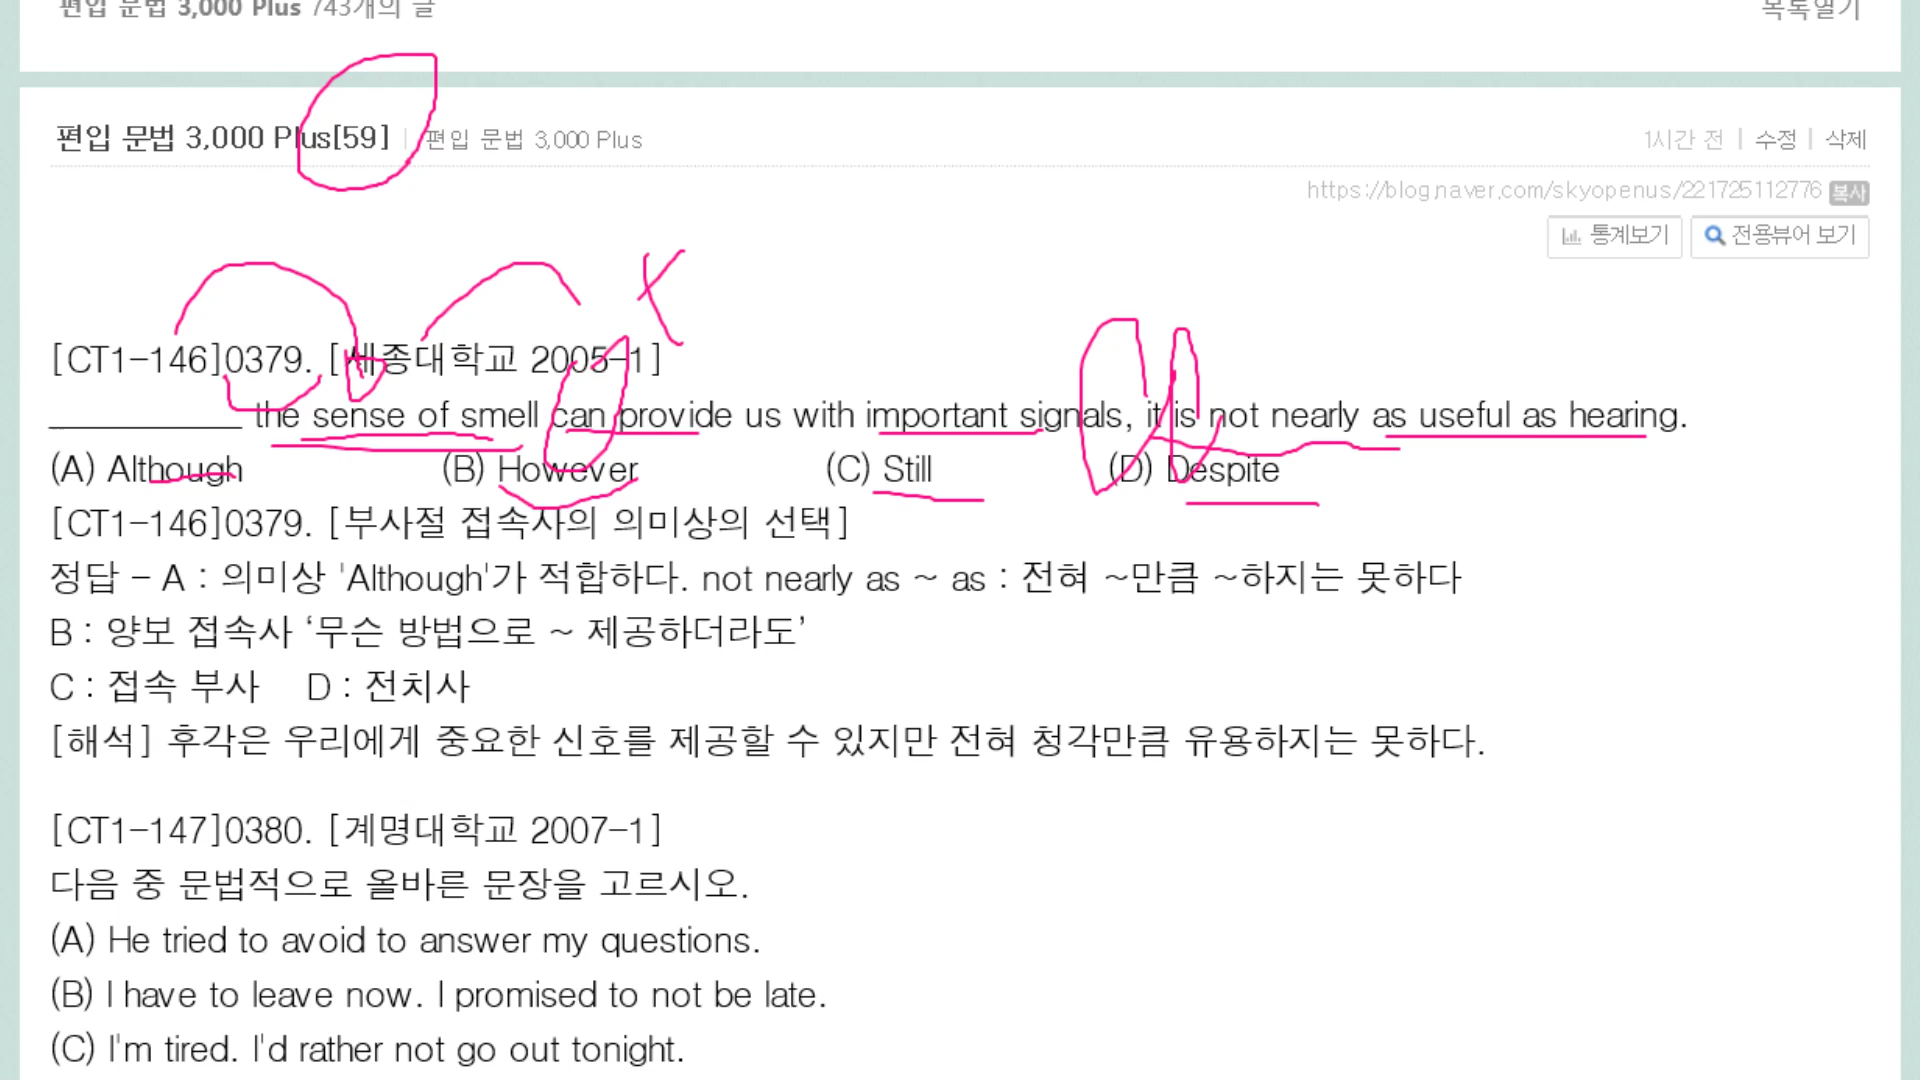 편입 문법 3,000 Plus 743개의 글 목록열기
편입 문법 3,000 Plus[59] | 편입 문법 3,000 Plus 1시간 전 | 수정 | 삭제
https://blog.naver.com/skyopenus/221725112776 복사
통계보기 전용뷰어 보기
[CT1-146]0379. [세종대학교 2005-1]
__________ the sense of smell can provide us with important signals, it is not nearly as useful as hearing.
(A) Although (B) However (C) Still (D) Despite
[CT1-146]0379. [부사절 접속사의 의미상의 선택]
정답 - A : 의미상 'Although'가 적합하다. not nearly as ~ as : 전혀 ~만큼 ~하지는 못하다
B : 양보 접속사 ‘무슨 방법으로 ~ 제공하더라도’
C : 접속 부사 D : 전치사
[해석] 후각은 우리에게 중요한 신호를 제공할 수 있지만 전혀 청각만큼 유용하지는 못하다.
[CT1-147]0380. [계명대학교 2007-1]
다음 중 문법적으로 올바른 문장을 고르시오.
(A) He tried to avoid to answer my questions.
(B) I have to leave now. I promised to not be late.
(C) I'm tired. I'd rather not go out tonight.